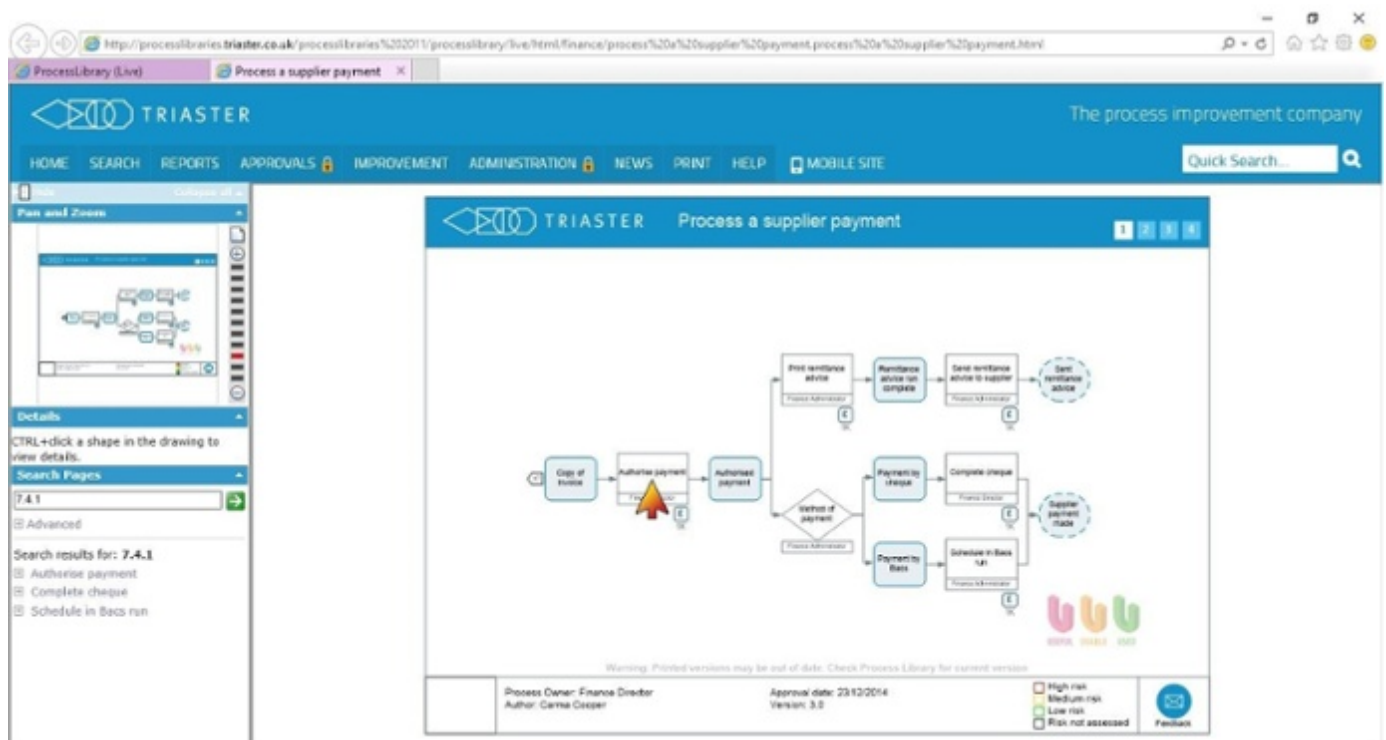 http://processlibraries.triaster.co.uk/processlibraries%202011/processlibrary/live/html/finance/process%20a%20supplier%20payment.process%20a%20supplier%20payment.html
ProcessLibrary (Live)
Process a supplier payment
TRIASTER
The process improvement company
HOME SEARCH REPORTS APPROVALS IMPROVEMENT ADMINISTRATION NEWS PRINT HELP MOBILE SITE
Quick Search...
Hide
Collapse all
Pan and Zoom
Details
CTRL+click a shape in the drawing to
view details.
Search Pages
7.4.1
Advanced
Search results for: 7.4.1
Authorise payment
Complete cheque
Schedule in Bacs run
TRIASTER
Process a supplier payment
1 2 3 4
Print remittance
advice
Finance Administrator
Remittance
advice run
complete
Send remittance
advice to supplier
Finance Administrator
Sent
remittance
advice
Copy of
Invoice
Authorise payment
Authorised
payment
Method of
payment
Finance Administrator
Payment by
cheque
Complete cheque
Finance Director
Supplier
payment
made
Payment by
Bacs
Schedule in Bacs
run
Finance Administrator
USEFUL USABLE USED
Warning: Printed versions may be out of date. Check Process Library for current version
Process Owner: Finance Director
Author: Carma Cooper
Approval date: 23/12/2014
Version: 3.0
High risk
Medium risk
Low risk
Risk not assessed
Feedback